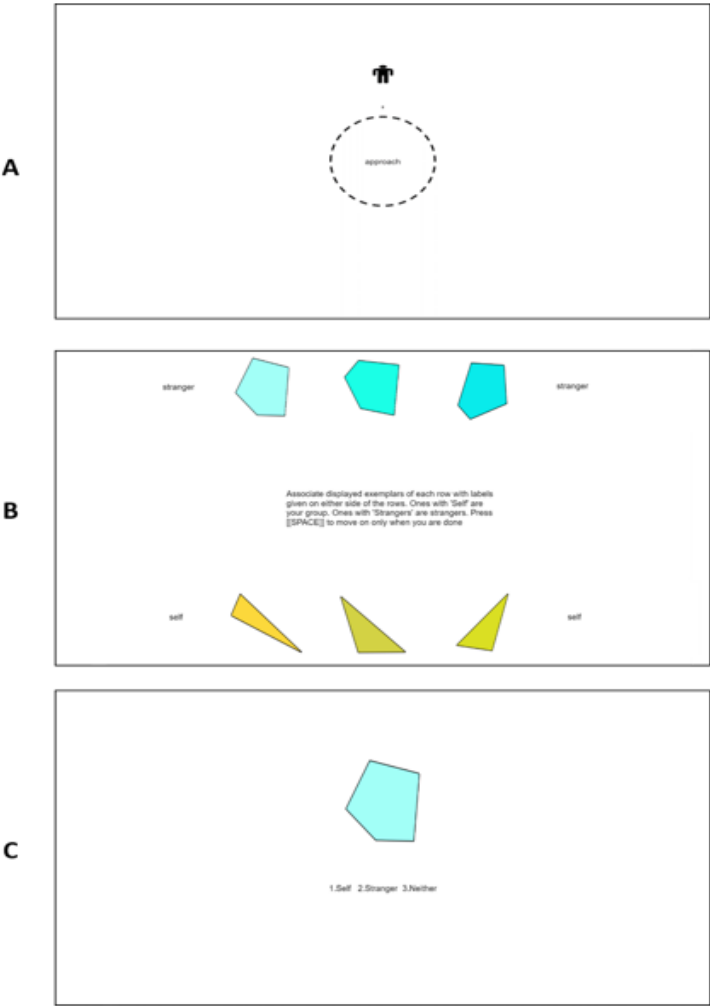 A
approach
B
stranger stranger
Associate displayed exemplars of each row with labels
given on either side of the rows. Ones with 'Self' are
your group. Ones with 'Strangers' are strangers. Press
[[SPACE]] to move on only when you are done
self self
C
1.Self 2.Stranger 3.Neither